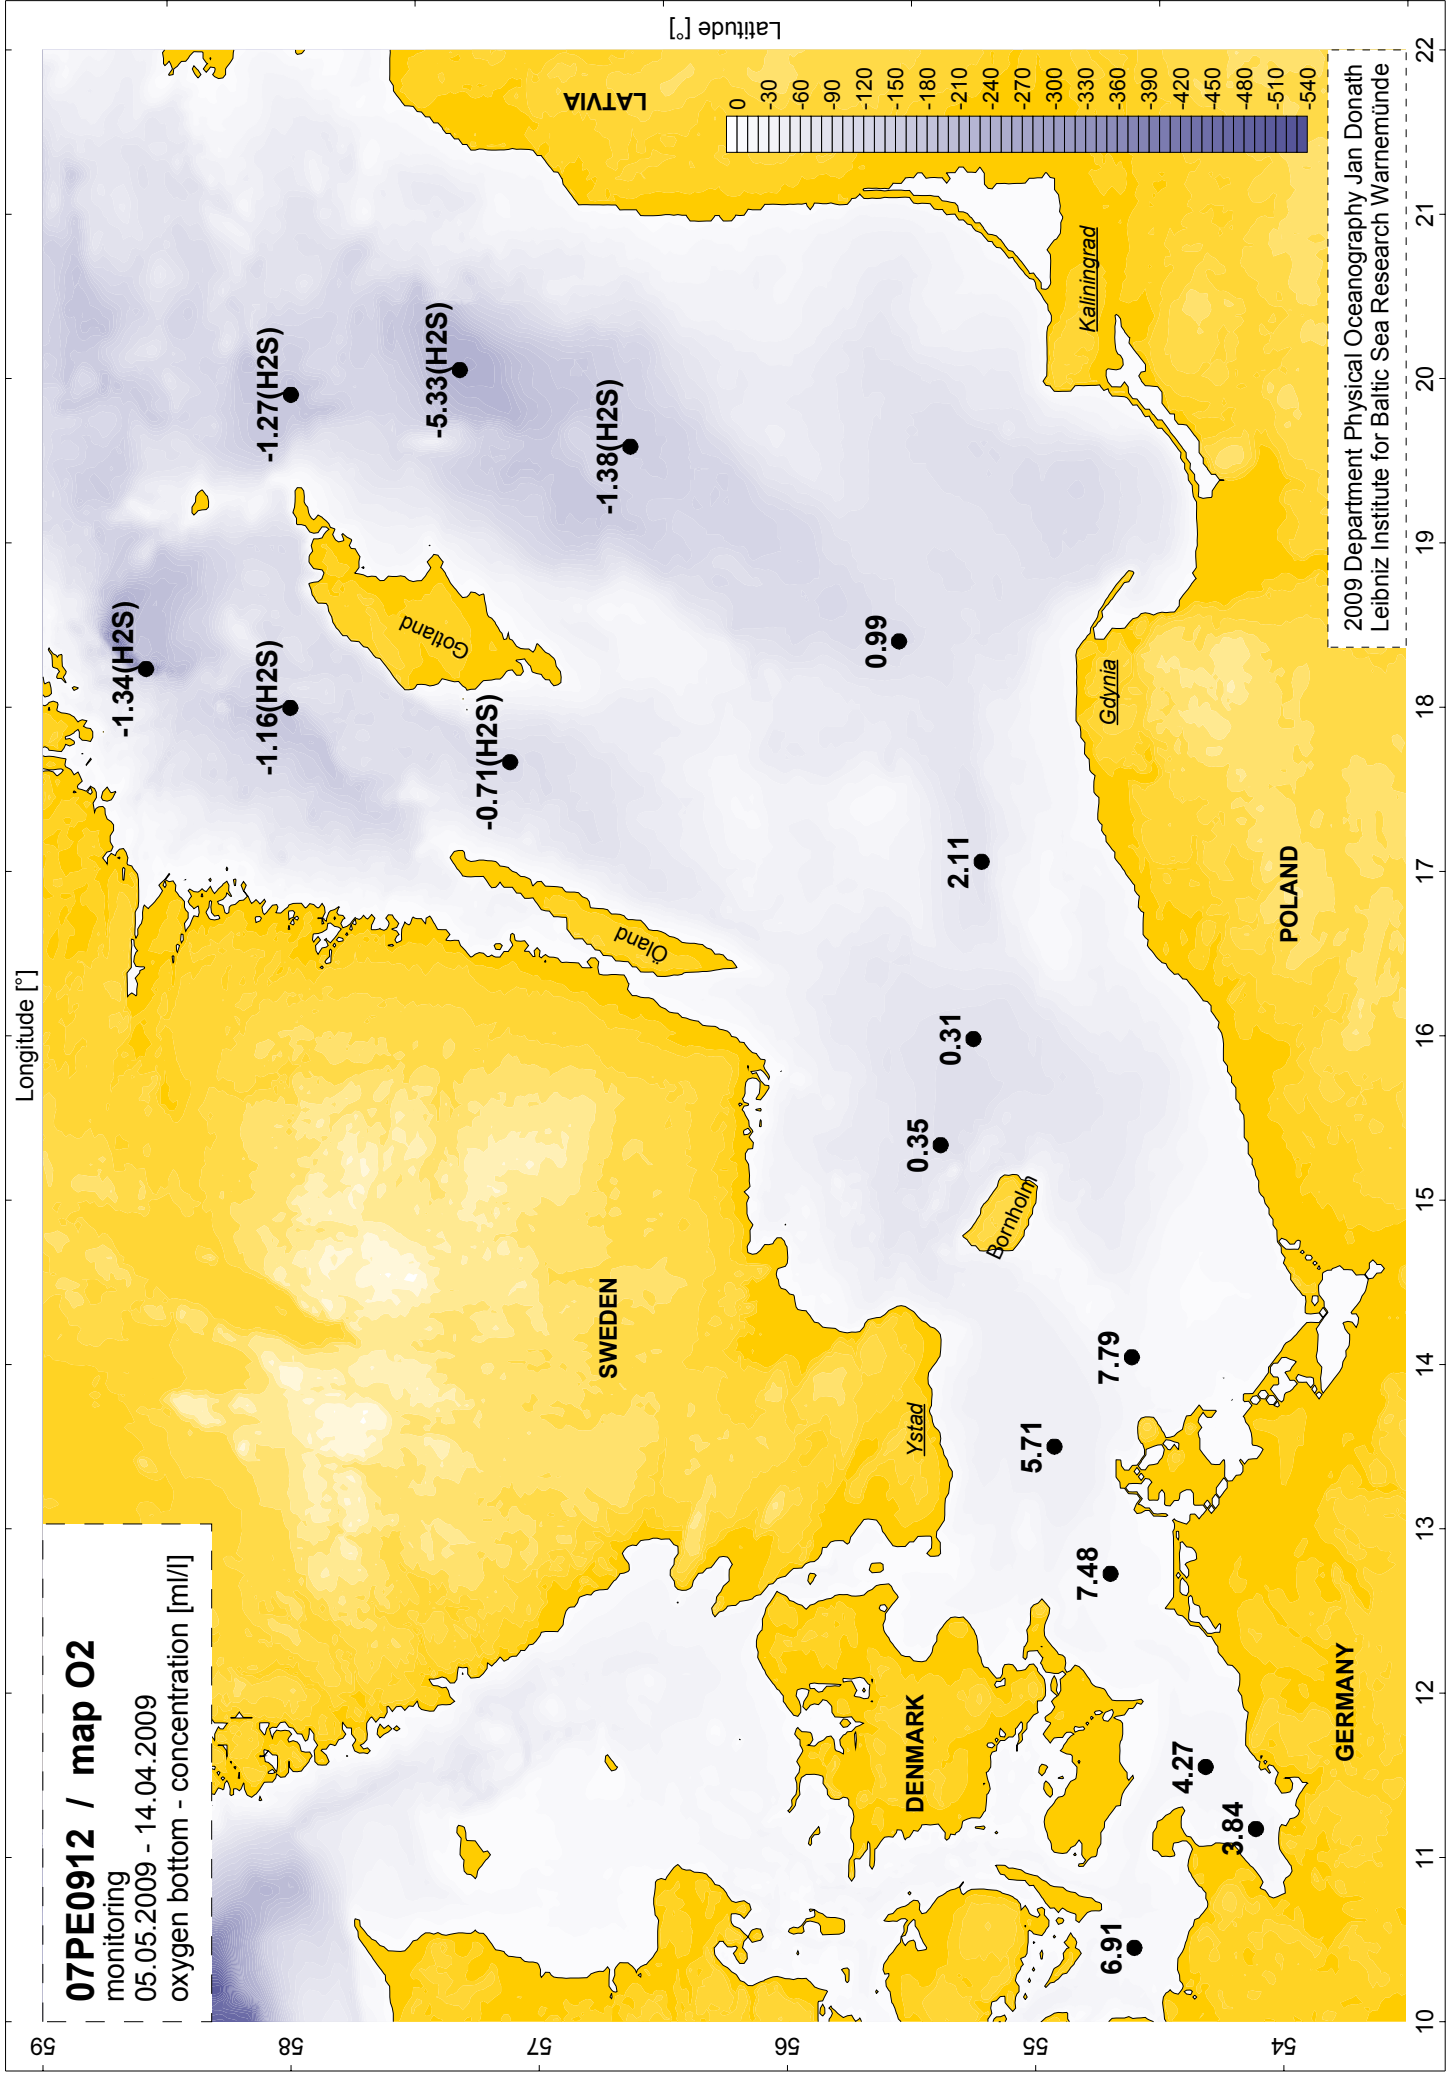 07PE0912 / map O2
monitoring
05.05.2009 - 14.04.2009
oxygen bottom - concentration [ml/l]
Longitude [°]
Latitude [°]
59
58
57
56
55
54
10
11
12
13
14
15
16
17
18
19
20
21
22
-1.34(H2S)
-1.16(H2S)
-1.27(H2S)
-5.33(H2S)
-0.71(H2S)
-1.38(H2S)
0.99
2.11
0.31
0.35
7.79
5.71
7.48
4.27
3.84
6.91
SWEDEN
DENMARK
GERMANY
POLAND
LATVIA
Gotland
Öland
Bornholm
Ystad
Gdynia
Kaliningrad
0
-30
-60
-90
-120
-150
-180
-210
-240
-270
-300
-330
-360
-390
-420
-450
-480
-510
-540
2009 Department Physical Oceanography Jan Donath
Leibniz Institute for Baltic Sea Research Warnemünde